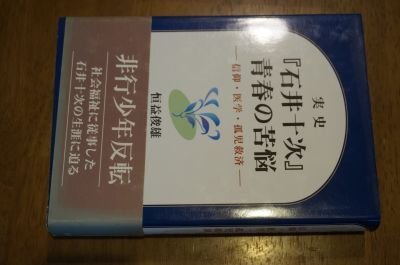 実史
『石井十次』
青春の苦悩
―信仰・医学・孤児救済―
恒益俊雄
非行少年反転
社会福祉に従事した
石井十次の生涯に迫る